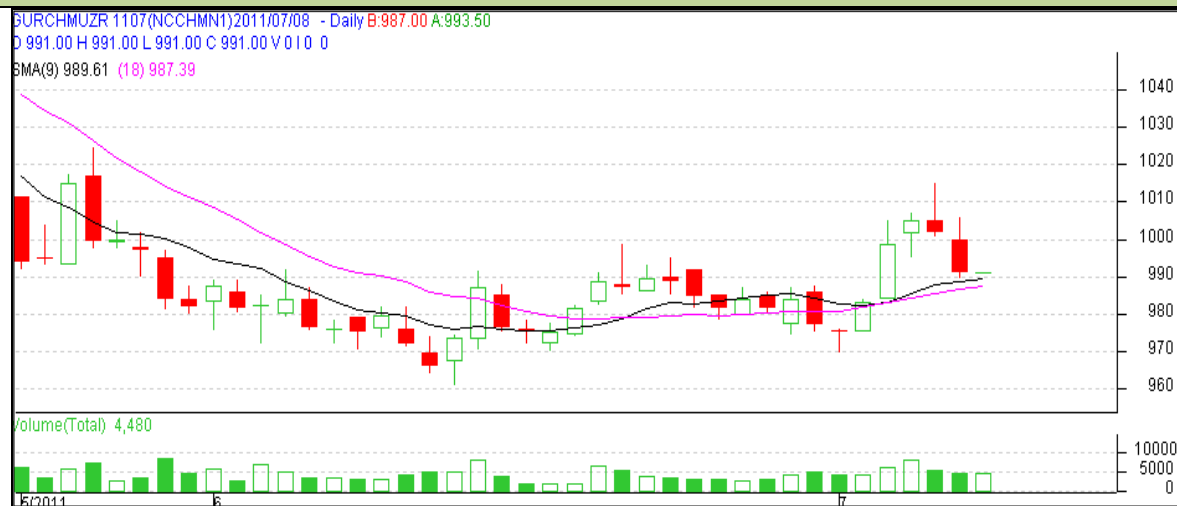 GURCHMUZR 1107(NCCHMN1)2011/07/08 - Daily B:987.00 A:993.50
O 991.00 H 991.00 L 991.00 C 991.00 V 0 I 0 0
SMA(9) 989.61 (18) 987.39
1040
1030
1020
1010
1000
990
980
970
960
Volume(Total) 4,480
10000
5000
0
5/2011 6 7